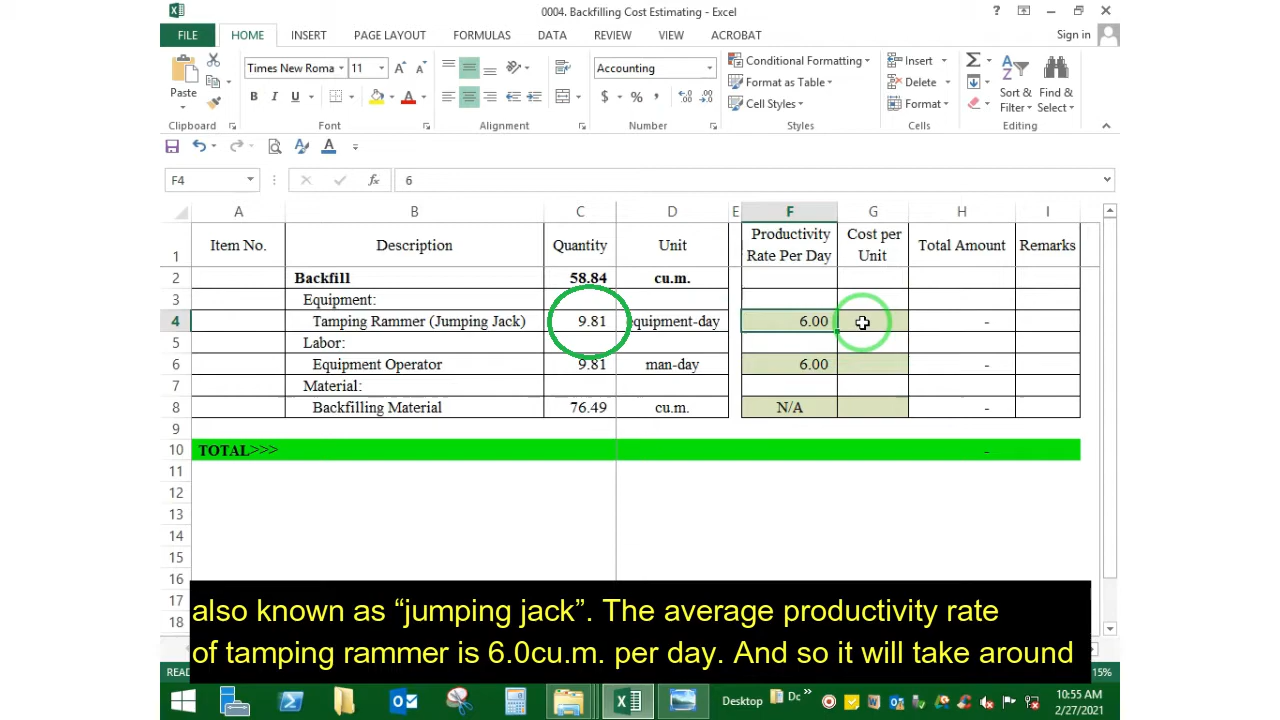 0004. Backfilling Cost Estimating - Excel
FILE HOME INSERT PAGE LAYOUT FORMULAS DATA REVIEW VIEW ACROBAT Sign in
Times New Roma 11 Accounting
Paste
B I U $ % ,
Conditional Formatting
Format as Table
Cell Styles
Insert
Delete
Format
Sort & Filter
Find & Select
Clipboard Font Alignment Number Styles Cells Editing
F4 fx 6
A B C D E F G H I
1 Item No. Description Quantity Unit Productivity Rate Per Day Cost per Unit Total Amount Remarks
2 Backfill 58.84 cu.m.
3 Equipment:
4 Tamping Rammer (Jumping Jack) 9.81 equipment-day 6.00 -
5 Labor:
6 Equipment Operator 9.81 man-day 6.00 -
7 Material:
8 Backfilling Material 76.49 cu.m. N/A -
9
10 TOTAL>>> -
11
12
13
14
15
16
17
18
also known as “jumping jack”. The average productivity rate
of tamping rammer is 6.0cu.m. per day. And so it will take around
READ 15%
Desktop Dc »
10:55 AM
2/27/2021